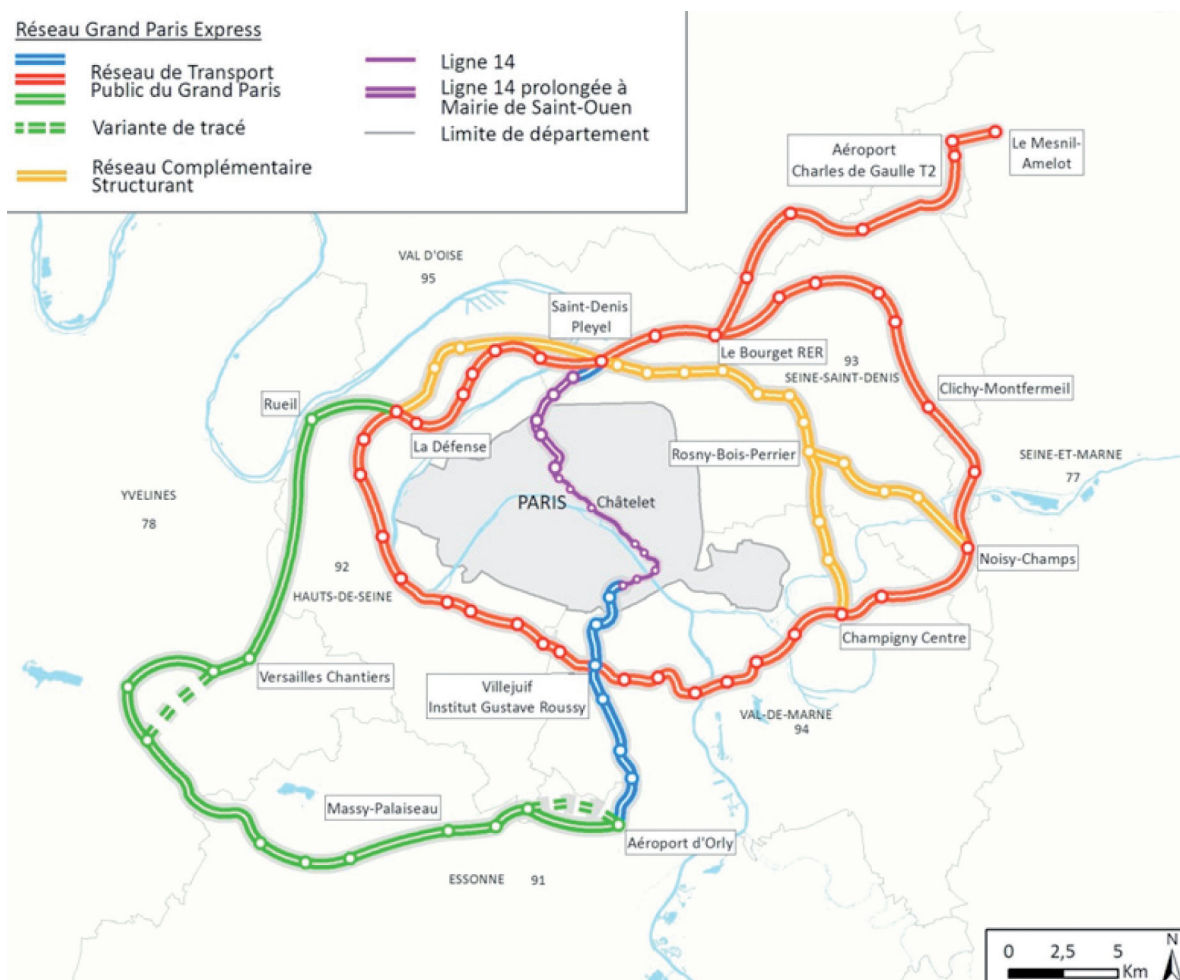 Réseau Grand Paris Express
Réseau de Transport
Public du Grand Paris
Variante de tracé
Réseau Complémentaire
Structurant
Ligne 14
Ligne 14 prolongée à
Mairie de Saint-Ouen
Limite de département
Aéroport
Charles de Gaulle T2
Le Mesnil-
Amelot
VAL D'OISE
95
Saint-Denis
Pleyel
Le Bourget RER
93
SEINE-SAINT-DENIS
Clichy-Montfermeil
Rueil
La Défense
Rosny-Bois-Perrier
SEINE-ET-MARNE
77
YVELINES
78
PARIS
Châtelet
Noisy-Champs
92
HAUTS-DE-SEINE
Champigny Centre
Versailles Chantiers
Villejuif
Institut Gustave Roussy
VAL-DE-MARNE
94
Massy-Palaiseau
Aéroport d'Orly
ESSONNE 91
0 2,5 5
Km
N